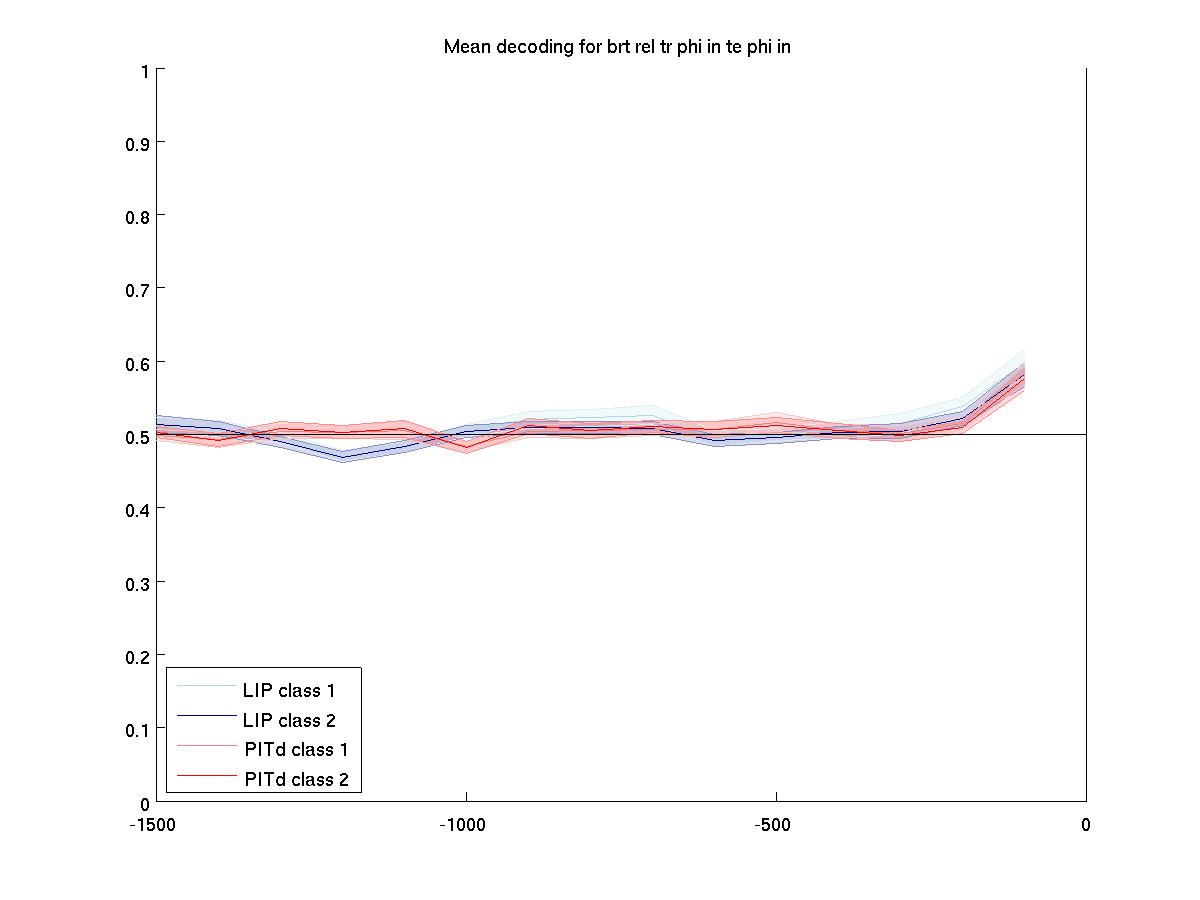 Mean decoding for brt rel tr phi in te phi in
1
0.9
0.8
0.7
0.6
0.5
0.4
0.3
0.2
0.1
0
LIP class 1
LIP class 2
PITd class 1
PITd class 2
-1500 -1000 -500 0